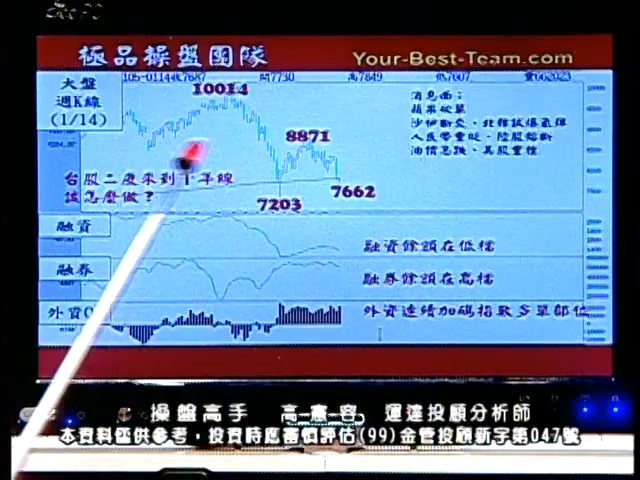 極品操盤團隊
Your-Best-Team.com
大盤
週K線
(1/14)
10014
8871
7662
7203
消息面:
蘋果砍單
沙伊斷交、北韓試爆氫彈
人民幣重貶、陸股熔斷
油價急跌、美股重挫
台股二度來到十年線
該怎麼做?
融資
融資餘額在低檔
融券
融券餘額在高檔
外資
外資連續加碼指數多單部位
操盤高手 高-憲-容 運達投顧分析師
本資料僅供參考,投資時應審慎評估(99)金管投顧新字第047號